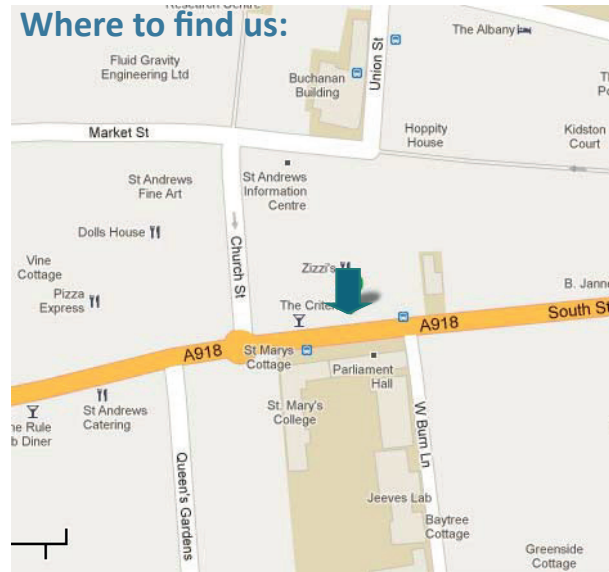 Where to find us:
The Albany
Fluid Gravity
Engineering Ltd
Buchanan
Building
Union St
Market St
Hoppity
House
Kidston
Court
St Andrews
Fine Art
St Andrews
Information
Centre
Dolls House
Church St
Vine
Cottage
Zizzi's
Pizza
Express
The
B. Janne
South St
A918
A918
St Marys
Cottage
Parliament
Hall
St Andrews
Catering
St. Mary's
College
Rule
Diner
W Burn Ln
Queen's Gardens
Jeeves Lab
Baytree
Cottage
Greenside
Cottage